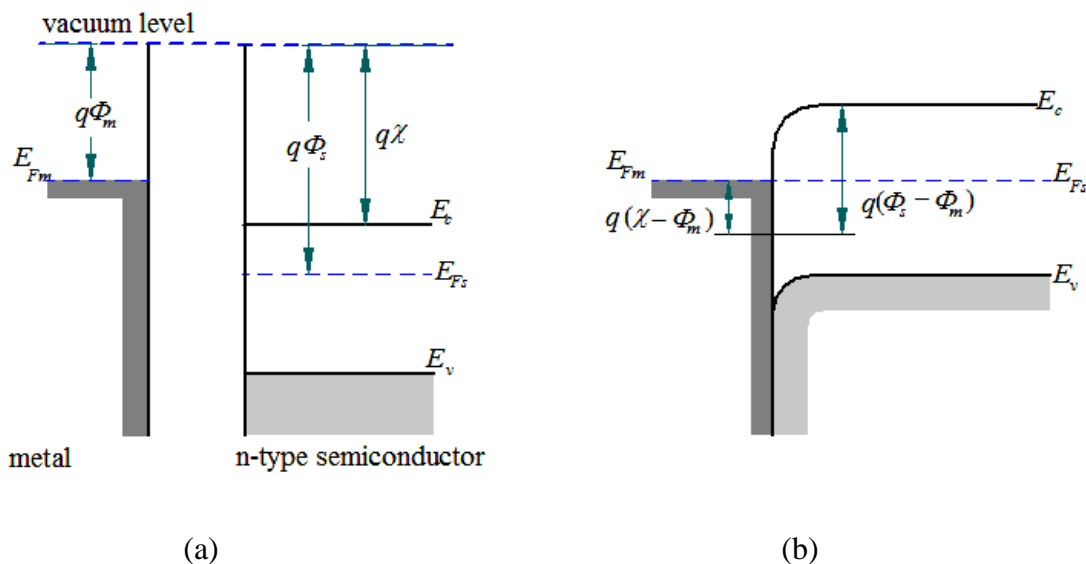 vacuum level
qΦm
qΦs
qχ
EFm
Ec
EFs
Ev
metal
n-type semiconductor
(a)
Ec
EFm
EFs
q(χ − Φm)
q(Φs − Φm)
Ev
(b)